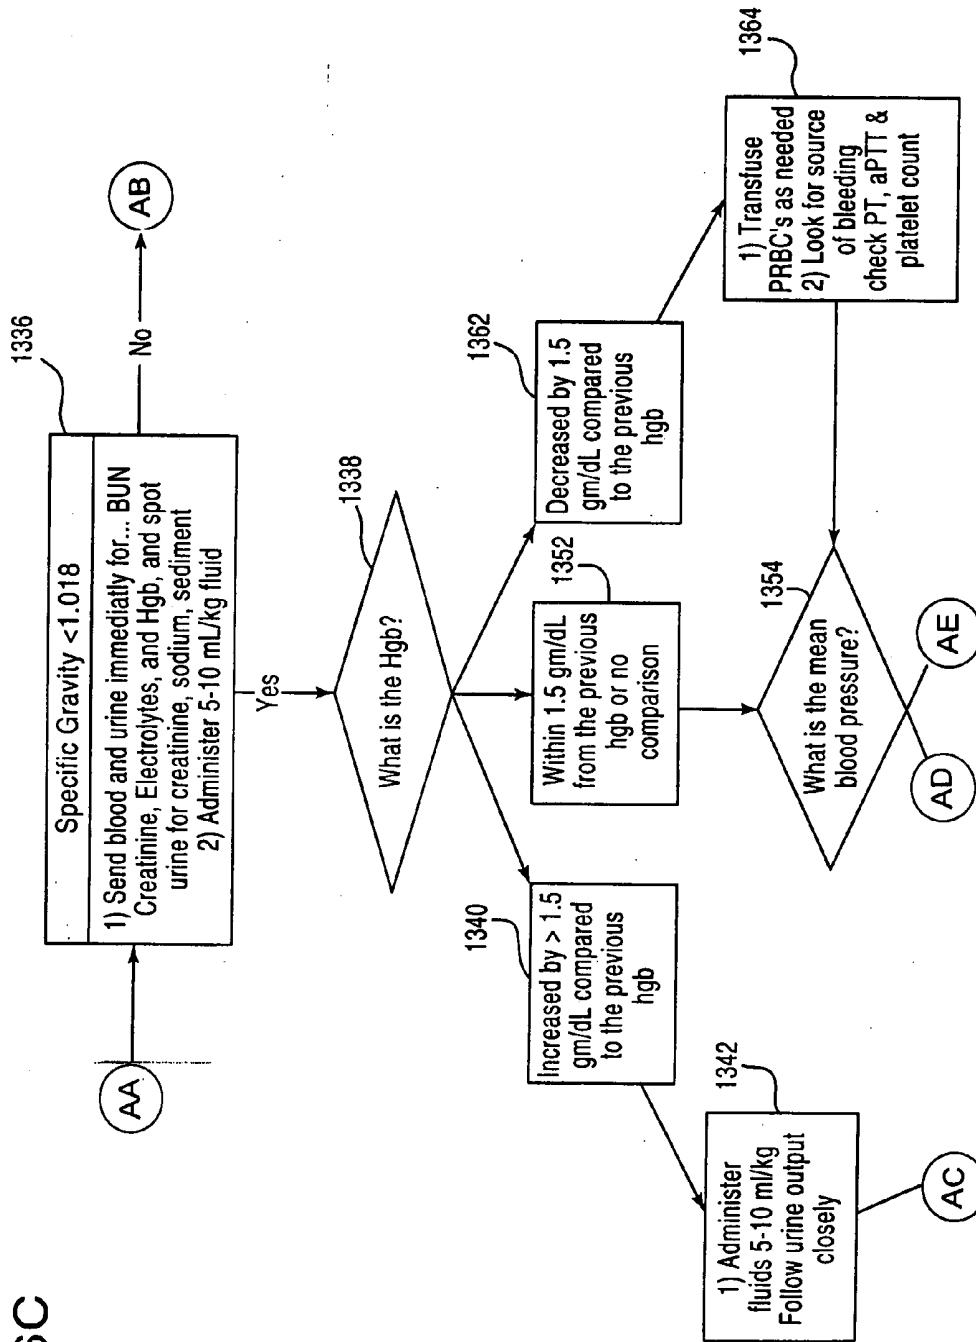 6C
AA
1336
Specific Gravity <1.018
1) Send blood and urine immediatly for... BUN
Creatinine, Electrolytes, and Hgb, and spot
urine for creatinine, sodium, sediment
2) Administer 5-10 mL/kg fluid
No
AB
Yes
1338
What is the Hgb?
1340
Increased by > 1.5
gm/dL compared
to the previous
hgb
1352
Within 1.5 gm/dL
from the previous
hgb or no
comparison
1362
Decreased by 1.5
gm/dL compared
to the previous
hgb
1342
1) Administer
fluids 5-10 ml/kg
Follow urine output
closely
AC
1354
What is the mean
blood pressure?
AD
AE
1364
1) Transfuse
PRBC's as needed
2) Look for source
of bleeding
check PT, aPTT &
platelet count